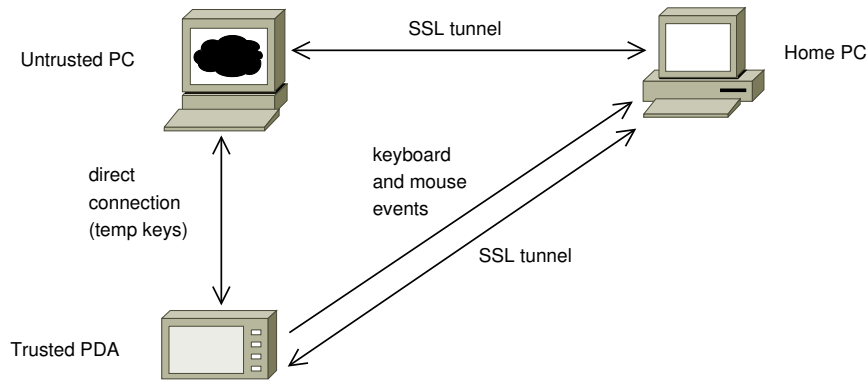 SSL tunnel
Untrusted PC
Home PC
keyboard
and mouse
events
direct
connection
(temp keys)
SSL tunnel
Trusted PDA